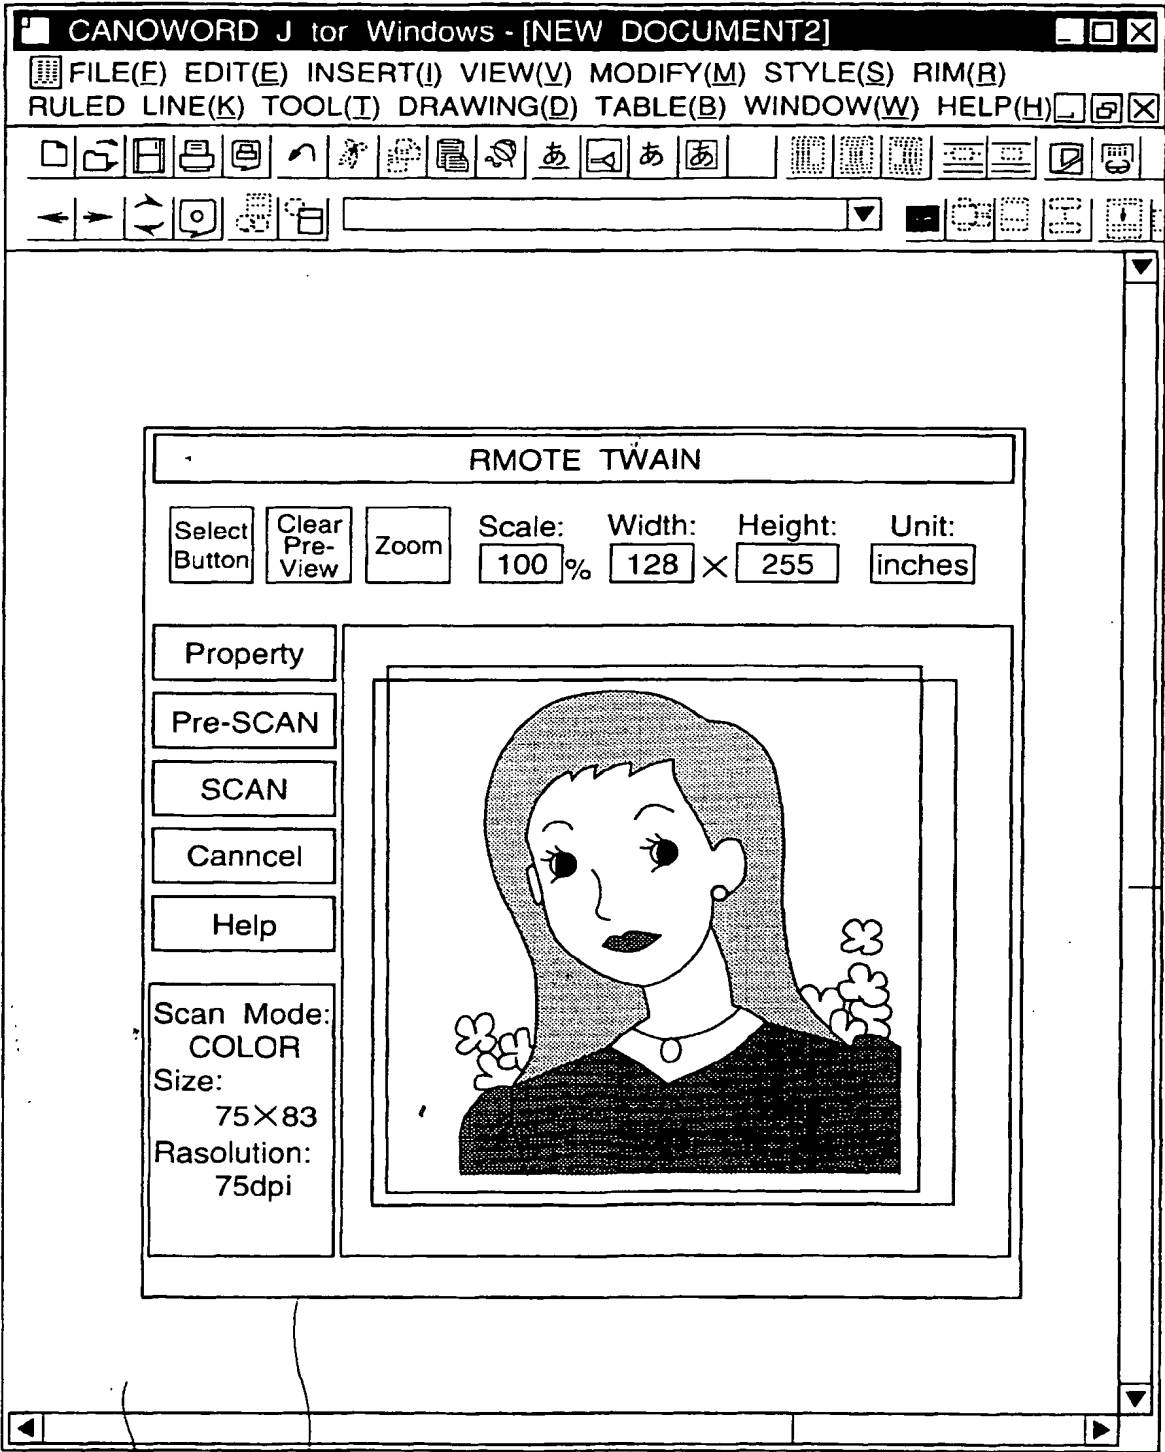 CANOWORD J tor Windows - [NEW DOCUMENT2]
FILE(F) EDIT(E) INSERT(I) VIEW(V) MODIFY(M) STYLE(S) RIM(R)
RULED LINE(K) TOOL(T) DRAWING(D) TABLE(B) WINDOW(W) HELP(H)
あ あ あ
RMOTE TWAIN
Select Button
Clear Pre-View
Zoom
Scale: Width: Height: Unit:
100 % 128 × 255 inches
Property
Pre-SCAN
SCAN
Canncel
Help
Scan Mode:
COLOR
Size:
75×83
Rasolution:
75dpi